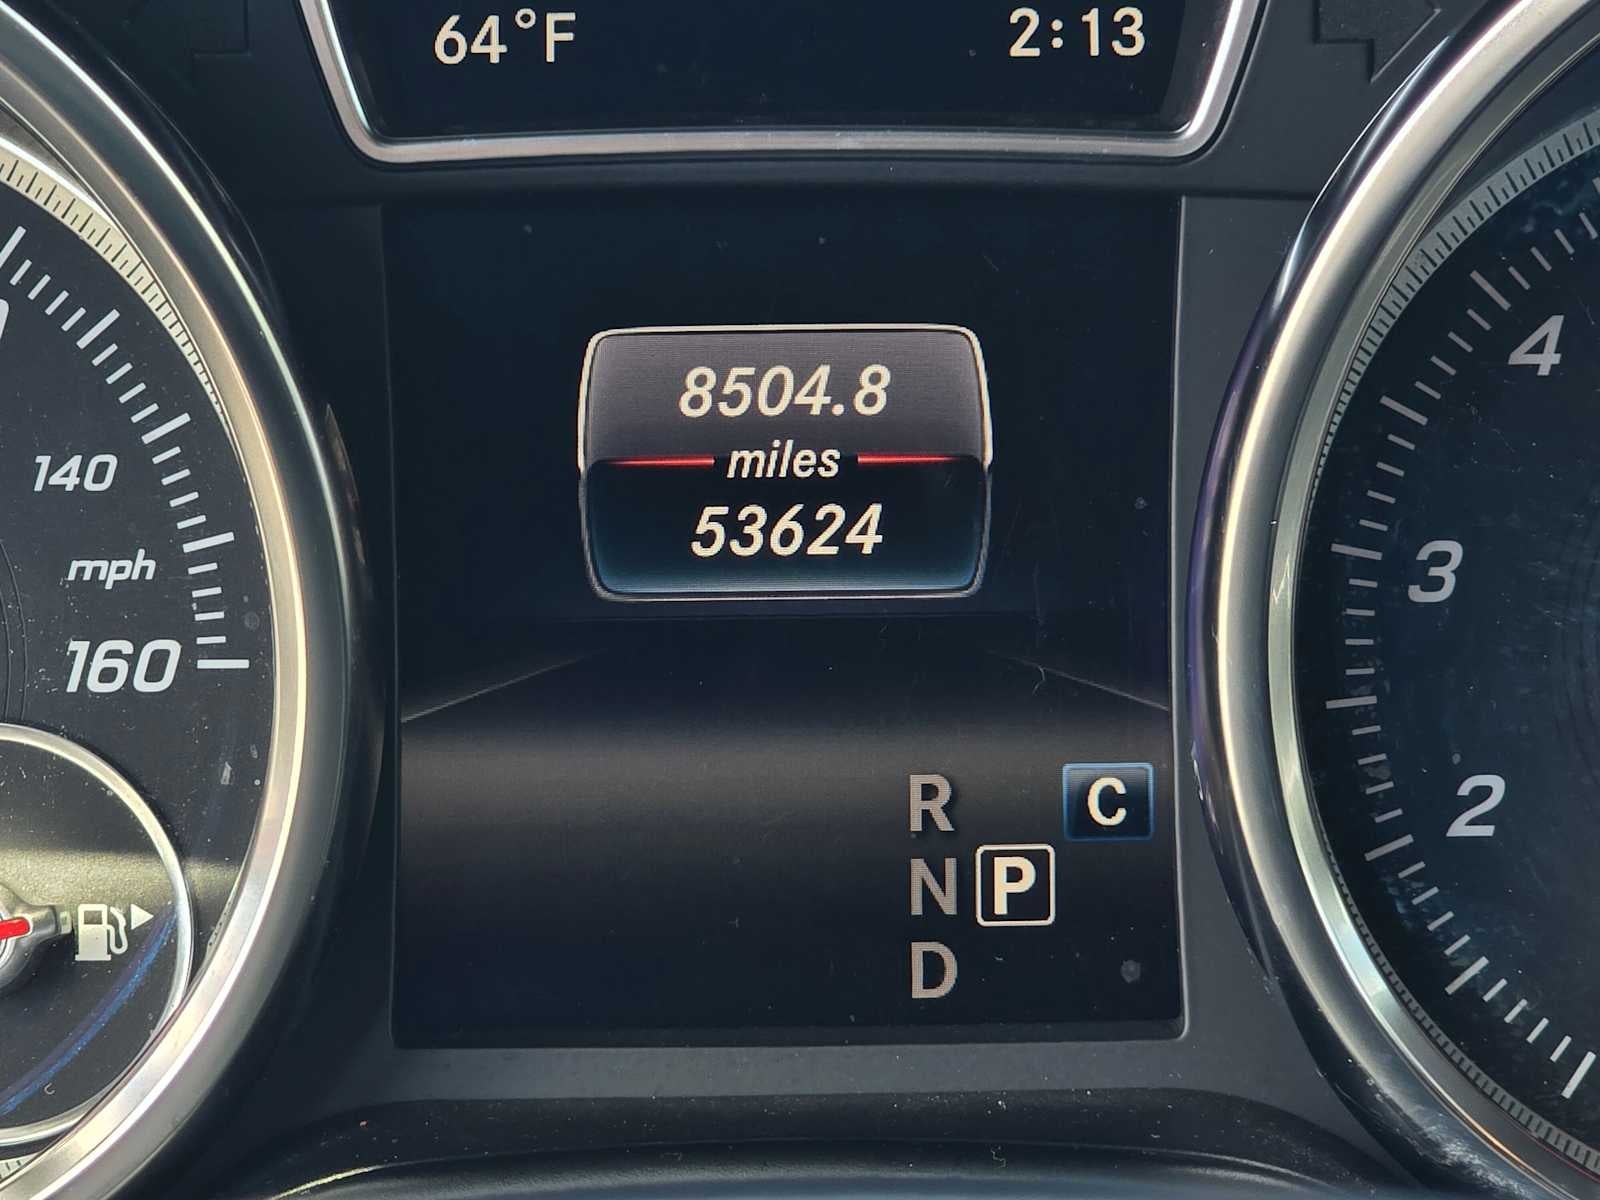 64°F 2:13
8504.8
miles
53624
140
mph
160
4
3
2
R C
N P
D